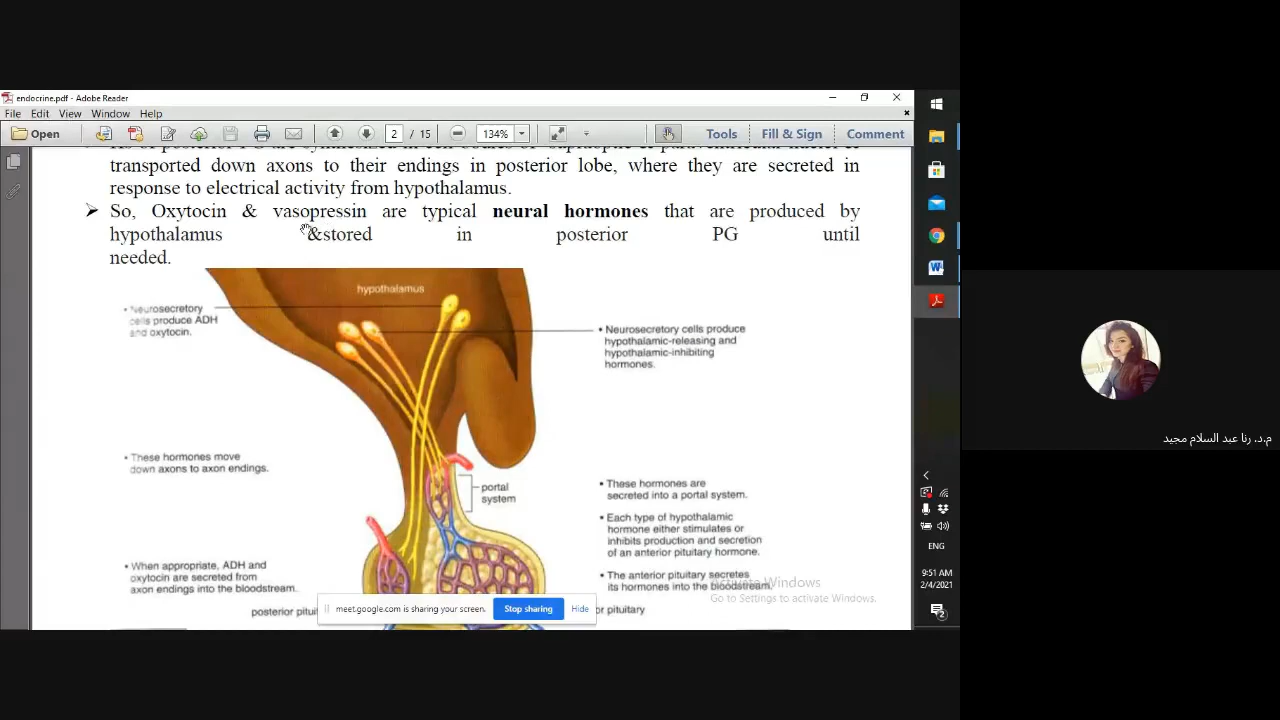 endocrine.pdf - Adobe Reader
File Edit View Window Help
Open
2 / 15
134%
Tools
Fill & Sign
Comment
transported down axons to their endings in posterior lobe, where they are secreted in
response to electrical activity from hypothalamus.
So, Oxytocin & vasopressin are typical neural hormones that are produced by
hypothalamus &stored in posterior PG until
needed.
hypothalamus
• Neurosecretory
cells produce ADH
and oxytocin.
• Neurosecretory cells produce
hypothalamic-releasing and
hypothalamic-inhibiting
hormones.
• These hormones move
down axons to axon endings.
portal
system
• These hormones are
secreted into a portal system.
• Each type of hypothalamic
hormone either stimulates or
inhibits production and secretion
of an anterior pituitary hormone.
• When appropriate, ADH and
oxytocin are secreted from
axon endings into the bloodstream.
• The anterior pituitary secretes
its hormones into the bloodstream.
Activate Windows
Go to Settings to activate Windows.
meet.google.com is sharing your screen.
Stop sharing
Hide
posterior
pituitary
م.د. رنا عبد السلام مجيد
ENG
9:51 AM
2/4/2021
2